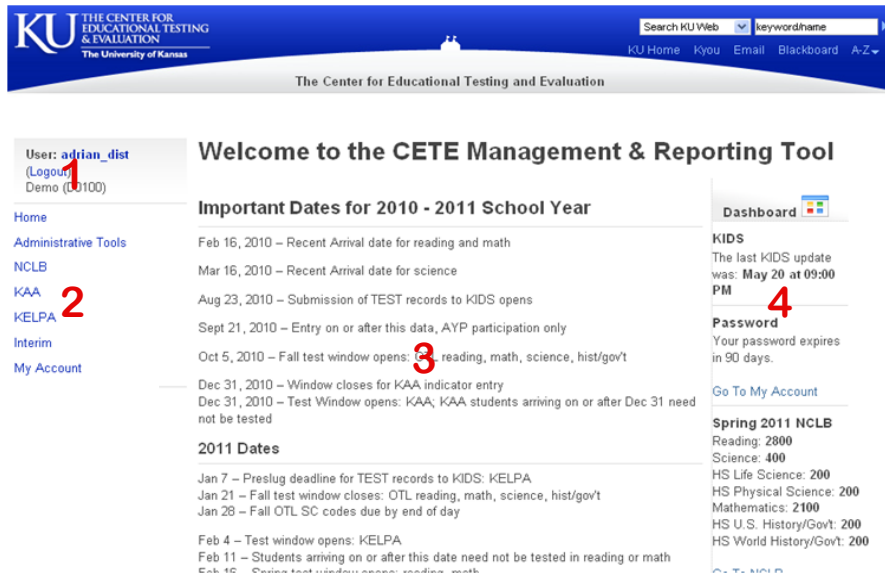 KU THE CENTER FOR
EDUCATIONAL TESTING
& EVALUATION
The University of Kansas
Search KU Web keyword/name
KU Home Kyou Email Blackboard A-Z
The Center for Educational Testing and Evaluation
User: adrian_dist
(Logout)
Demo (D0100)
1
Home
Administrative Tools
NCLB
KAA
KELPA
Interim
My Account
2
Welcome to the CETE Management & Reporting Tool
Important Dates for 2010 - 2011 School Year
Feb 16, 2010 – Recent Arrival date for reading and math
Mar 16, 2010 – Recent Arrival date for science
Aug 23, 2010 – Submission of TEST records to KIDS opens
Sept 21, 2010 – Entry on or after this data, AYP participation only
Oct 5, 2010 – Fall test window opens: OTL reading, math, science, hist/gov't
3
Dec 31, 2010 – Window closes for KAA indicator entry
Dec 31, 2010 – Test Window opens: KAA; KAA students arriving on or after Dec 31 need
not be tested
2011 Dates
Jan 7 – Preslug deadline for TEST records to KIDS: KELPA
Jan 21 – Fall test window closes: OTL reading, math, science, hist/gov't
Jan 28 – Fall OTL SC codes due by end of day
Feb 4 – Test window opens: KELPA
Feb 11 – Students arriving on or after this date need not be tested in reading or math
Feb 16 – Spring test window opens: reading, math
Dashboard
KIDS
The last KIDS update
was: May 20 at 09:00
PM
4
Password
Your password expires
in 90 days.
Go To My Account
Spring 2011 NCLB
Reading: 2800
Science: 400
HS Life Science: 200
HS Physical Science: 200
Mathematics: 2100
HS U.S. History/Gov't: 200
HS World History/Gov't: 200
Go To NCLB